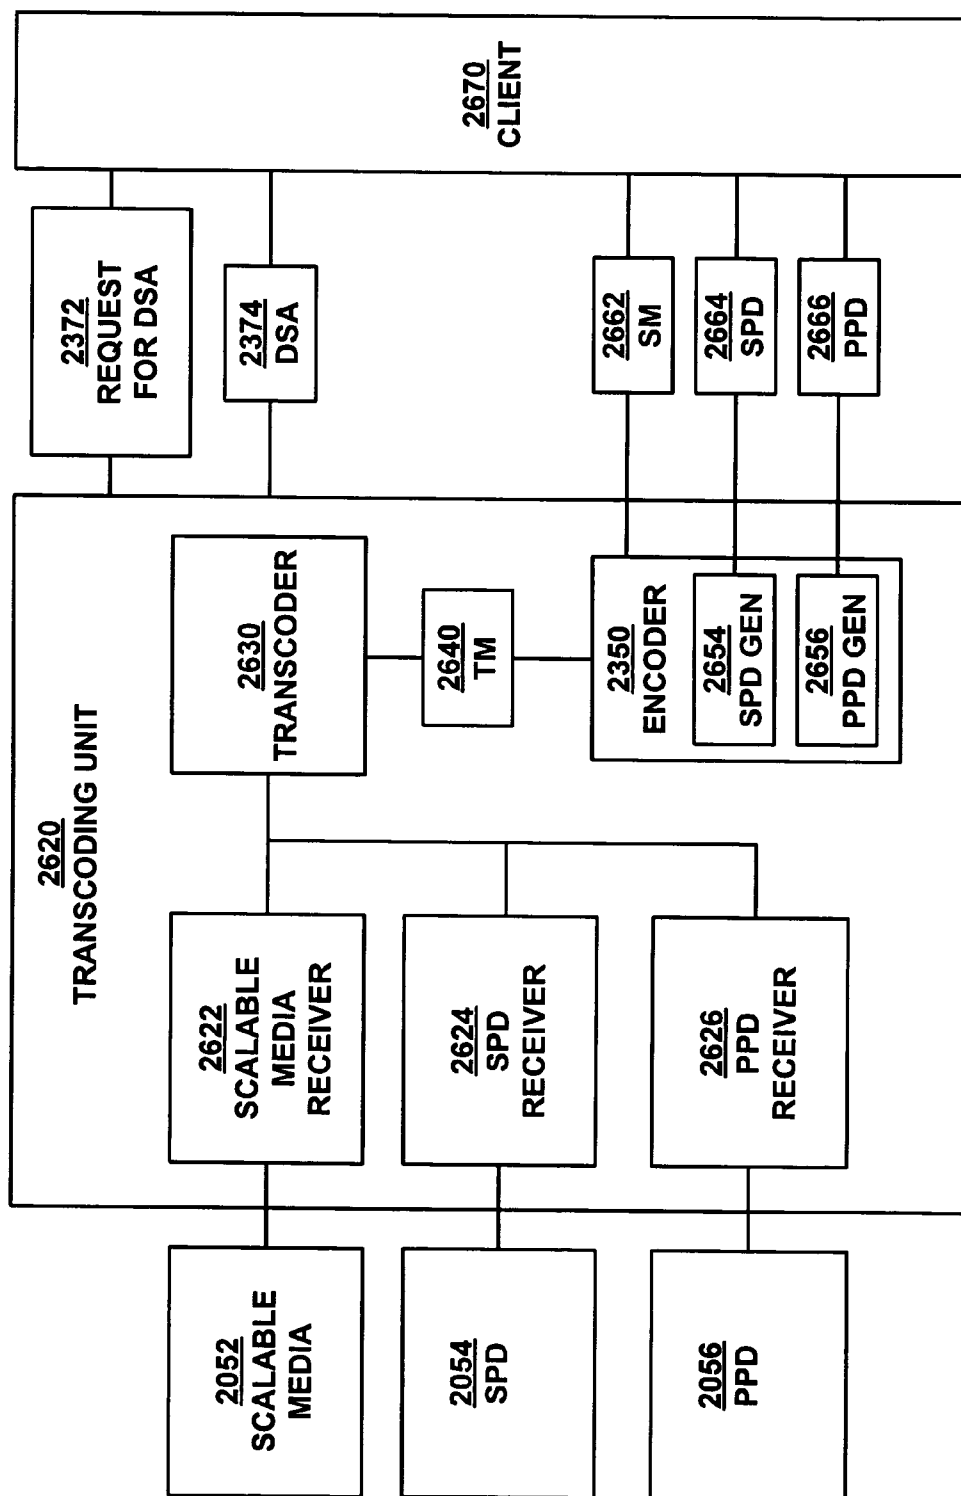 2620
TRANSCODING UNIT
2052
SCALABLE
MEDIA
2622
SCALABLE
MEDIA
RECEIVER
2630
TRANSCODER
2372
REQUEST
FOR DSA
2670
CLIENT
2374
DSA
2054
SPD
2624
SPD
RECEIVER
2640
TM
2056
PPD
2626
PPD
RECEIVER
2350
ENCODER
2654
SPD GEN
2656
PPD GEN
2662
SM
2664
SPD
2666
PPD